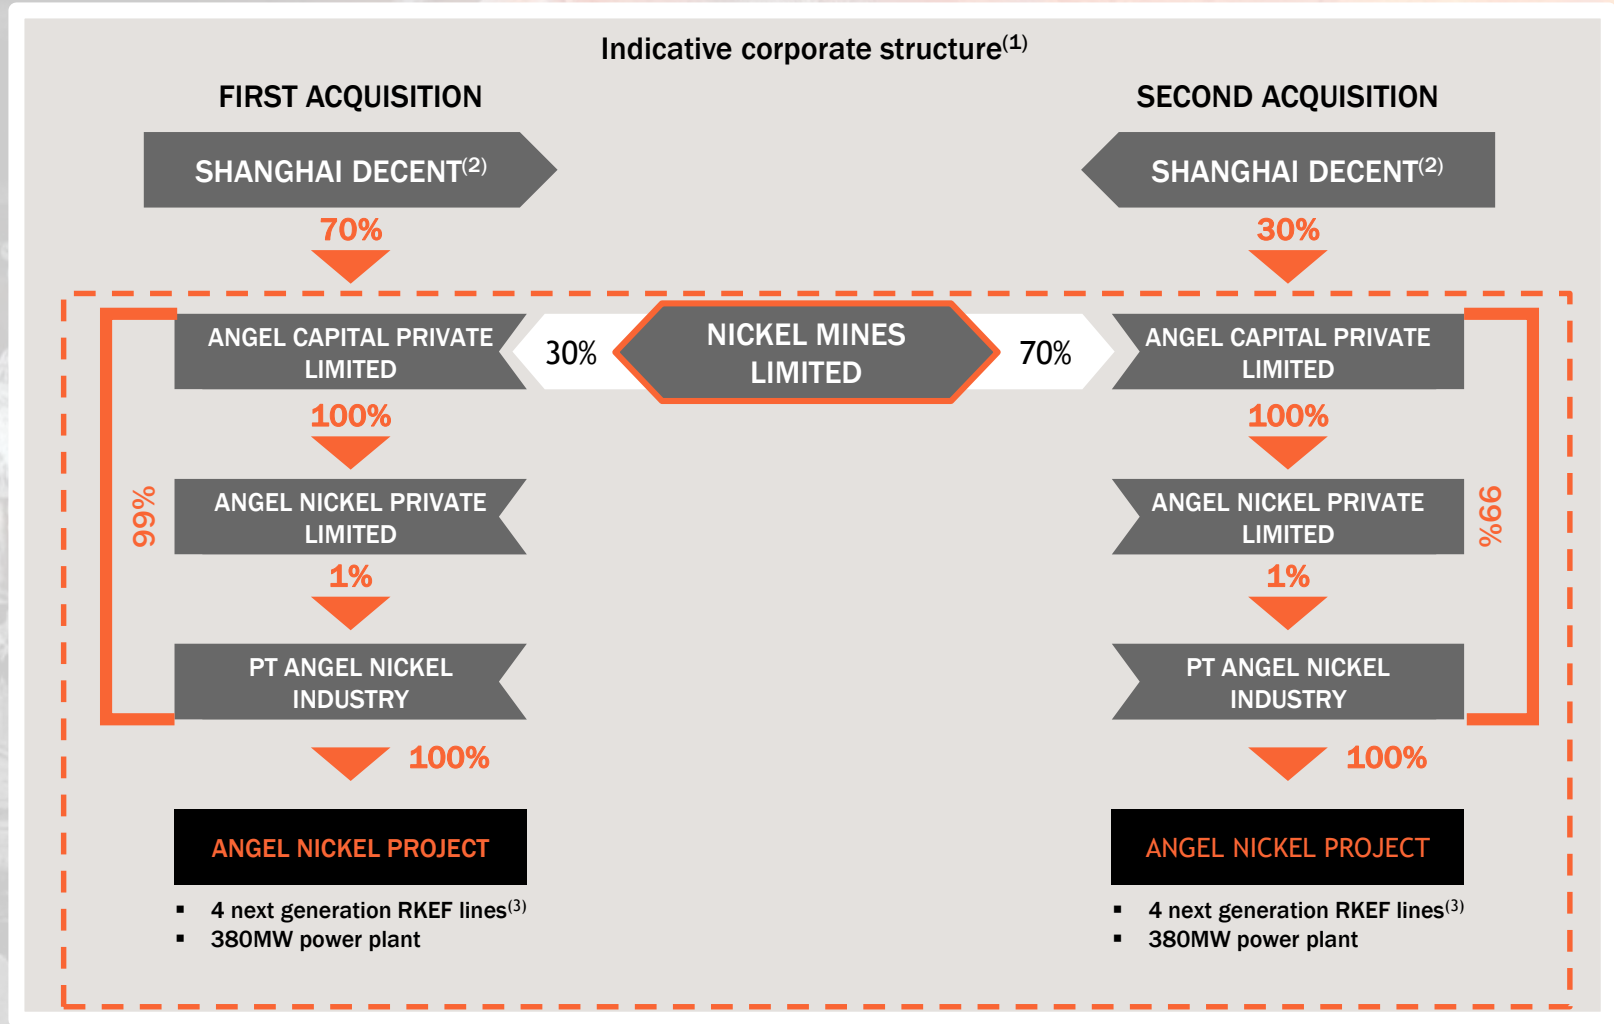 Indicative corporate structure(1)
FIRST ACQUISITION
SECOND ACQUISITION
SHANGHAI DECENT(2)
SHANGHAI DECENT(2)
70%
30%
ANGEL CAPITAL PRIVATE
LIMITED
30%
NICKEL MINES
LIMITED
70%
ANGEL CAPITAL PRIVATE
LIMITED
100%
100%
99%
ANGEL NICKEL PRIVATE
LIMITED
ANGEL NICKEL PRIVATE
LIMITED
99%
1%
1%
PT ANGEL NICKEL
INDUSTRY
PT ANGEL NICKEL
INDUSTRY
100%
100%
ANGEL NICKEL PROJECT
ANGEL NICKEL PROJECT
▪ 4 next generation RKEF lines(3)
▪ 380MW power plant
▪ 4 next generation RKEF lines(3)
▪ 380MW power plant